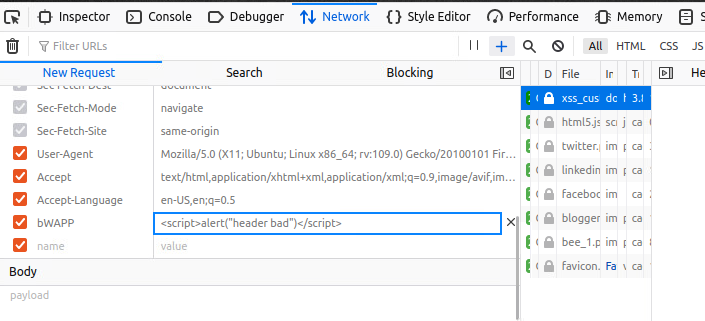 Inspector Console Debugger Network Style Editor Performance Memory S
Filter URLs All HTML CSS JS
New Request Search Blocking D File In Ti He
Sec-Fetch-Dest document
Sec-Fetch-Mode navigate
Sec-Fetch-Site same-origin
User-Agent Mozilla/5.0 (X11; Ubuntu; Linux x86_64; rv:109.0) Gecko/20100101 Fir…
Accept text/html,application/xhtml+xml,application/xml;q=0.9,image/avif,im…
Accept-Language en-US,en;q=0.5
bWAPP <script>alert("header bad")</script>
name value
Body
payload
xss_cus dc h 3.
html5.js sc j ca
twitter.p im p ca
linkedin im p ca
faceboo im p ca
blogger im p ca
bee_1.p im p ca
favicon. Fa v ca